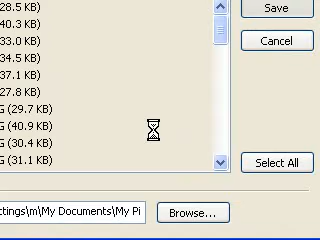 28.5 KB)
40.3 KB)
33.0 KB)
34.5 KB)
37.1 KB)
27.8 KB)
G (29.7 KB)
G (40.9 KB)
G (30.4 KB)
G (31.1 KB)
Save
Cancel
Select All
ttings\m\My Documents\My Pi
Browse...